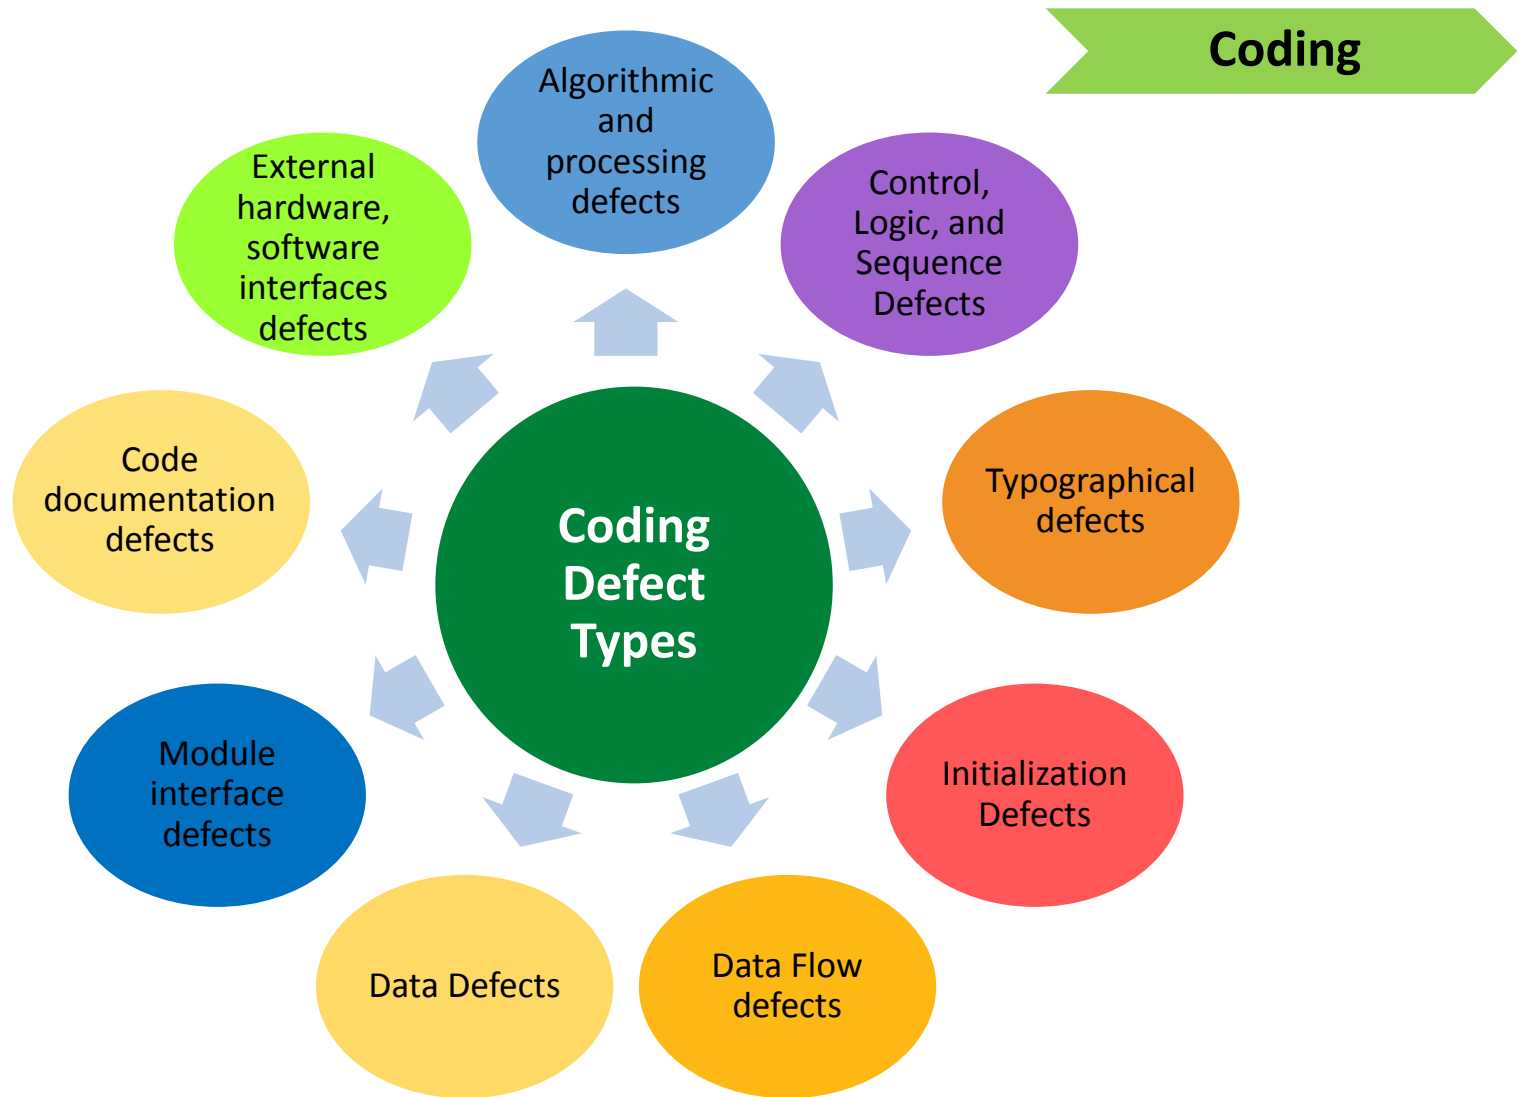 Coding
Algorithmic
and
processing
defects
Control,
Logic, and
Sequence
Defects
Typographical
defects
Initialization
Defects
Data Flow
defects
Data Defects
Module
interface
defects
Code
documentation
defects
External
hardware,
software
interfaces
defects
Coding
Defect
Types